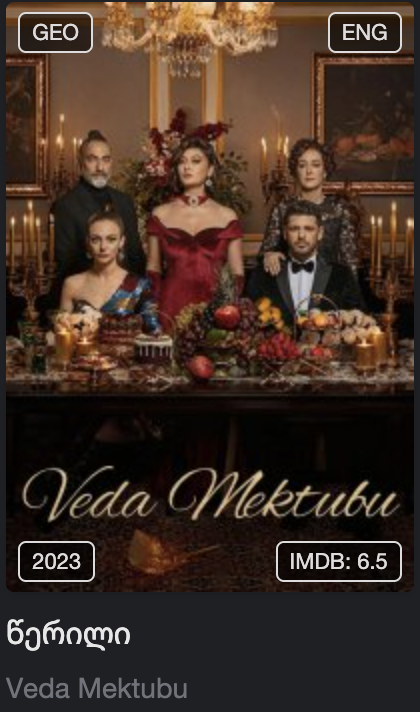 GEO
ENG
Veda Mektubu
2023
IMDB: 6.5
წერილი
Veda Mektubu